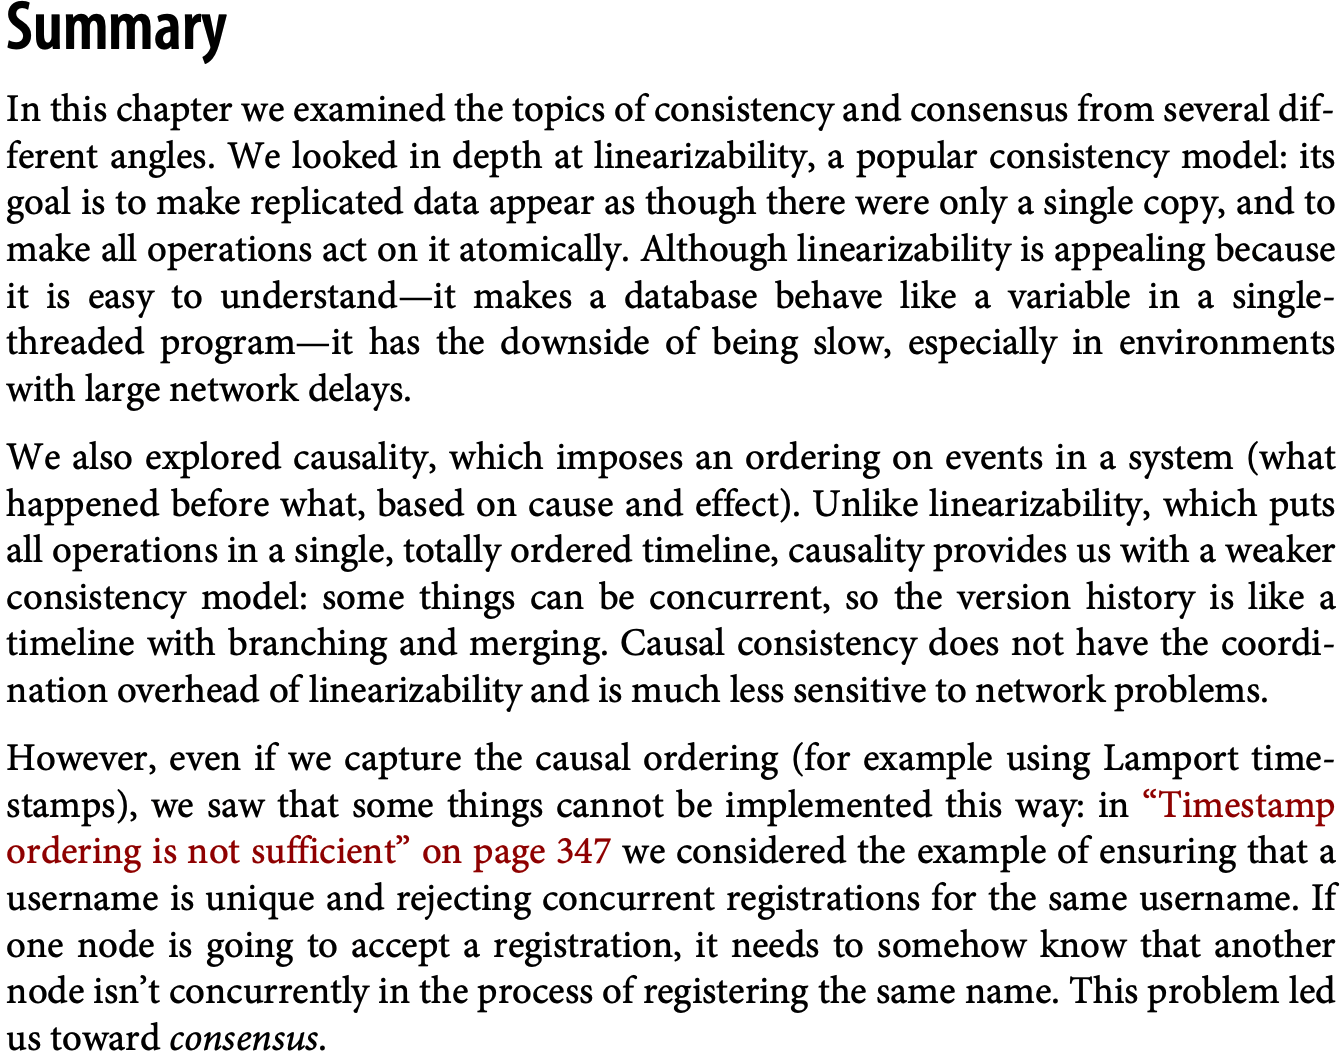 Summary
In this chapter we examined the topics of consistency and consensus from several dif-
ferent angles. We looked in depth at linearizability, a popular consistency model: its
goal is to make replicated data appear as though there were only a single copy, and to
make all operations act on it atomically. Although linearizability is appealing because
it is easy to understand—it makes a database behave like a variable in a single-
threaded program—it has the downside of being slow, especially in environments
with large network delays.
We also explored causality, which imposes an ordering on events in a system (what
happened before what, based on cause and effect). Unlike linearizability, which puts
all operations in a single, totally ordered timeline, causality provides us with a weaker
consistency model: some things can be concurrent, so the version history is like a
timeline with branching and merging. Causal consistency does not have the coordi-
nation overhead of linearizability and is much less sensitive to network problems.
However, even if we capture the causal ordering (for example using Lamport time-
stamps), we saw that some things cannot be implemented this way: in “Timestamp
ordering is not sufficient” on page 347 we considered the example of ensuring that a
username is unique and rejecting concurrent registrations for the same username. If
one node is going to accept a registration, it needs to somehow know that another
node isn’t concurrently in the process of registering the same name. This problem led
us toward consensus.